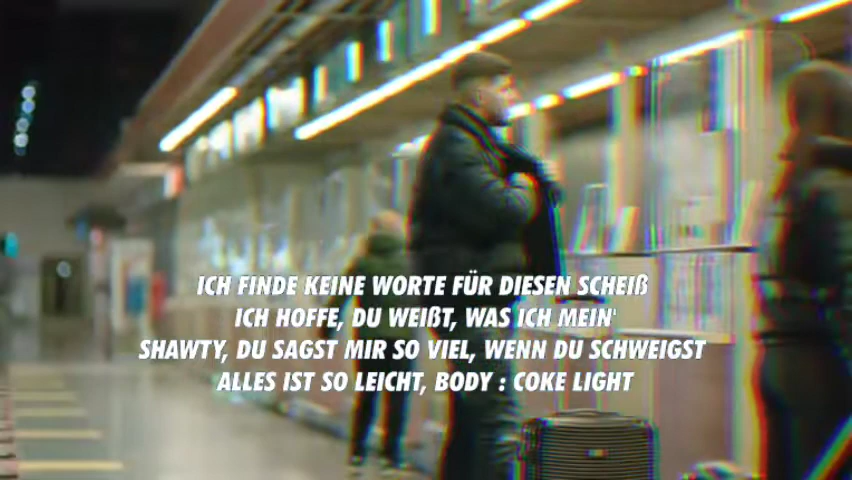 ICH FINDE KEINE WORTE FÜR DIESEN SCHEIß
ICH HOFFE, DU WEIßT, WAS ICH MEIN'
SHAWTY, DU SAGST MIR SO VIEL, WENN DU SCHWEIGST
ALLES IST SO LEICHT, BODY : COKE LIGHT